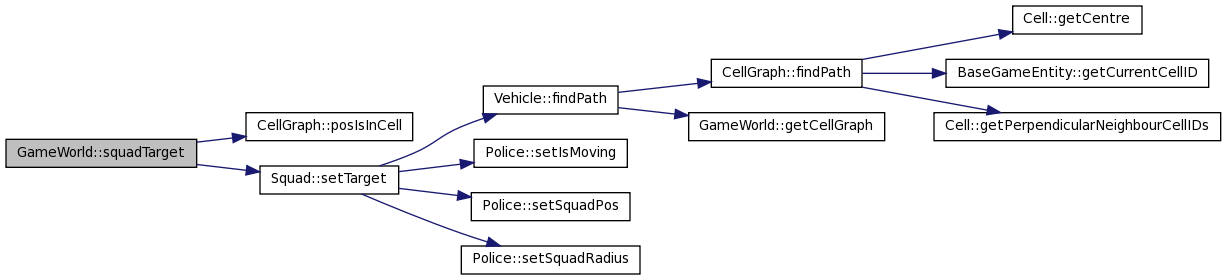 GameWorld::squadTarget
CellGraph::posIsInCell
Squad::setTarget
Vehicle::findPath
Police::setIsMoving
Police::setSquadPos
Police::setSquadRadius
CellGraph::findPath
GameWorld::getCellGraph
Cell::getCentre
BaseGameEntity::getCurrentCellID
Cell::getPerpendicularNeighbourCellIDs